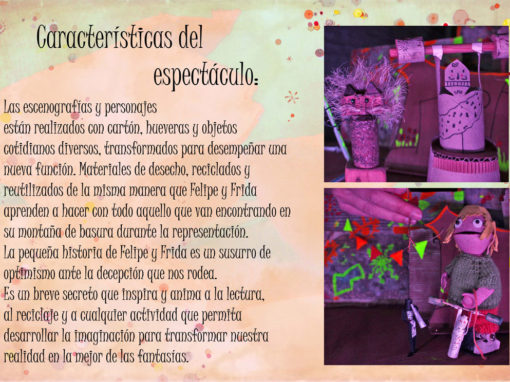 Características del
espectáculo:
Las escenografías y personajes
están realizados con cartón, hueveras y objetos
cotidianos diversos, transformados para desempeñar una
nueva función. Materiales de desecho, reciclados y
reutilizados de la misma manera que Felipe y Frida
aprenden a hacer con todo aquello que van encontrando en
su montaña de basura durante la representación.
La pequeña historia de Felipe y Frida es un susurro de
optimismo ante la decepción que nos rodea.
Es un breve secreto que inspira y anima a la lectura,
al reciclaje y a cualquier actividad que permita
desarrollar la imaginación para transformar nuestra
realidad en la mejor de las fantasías.